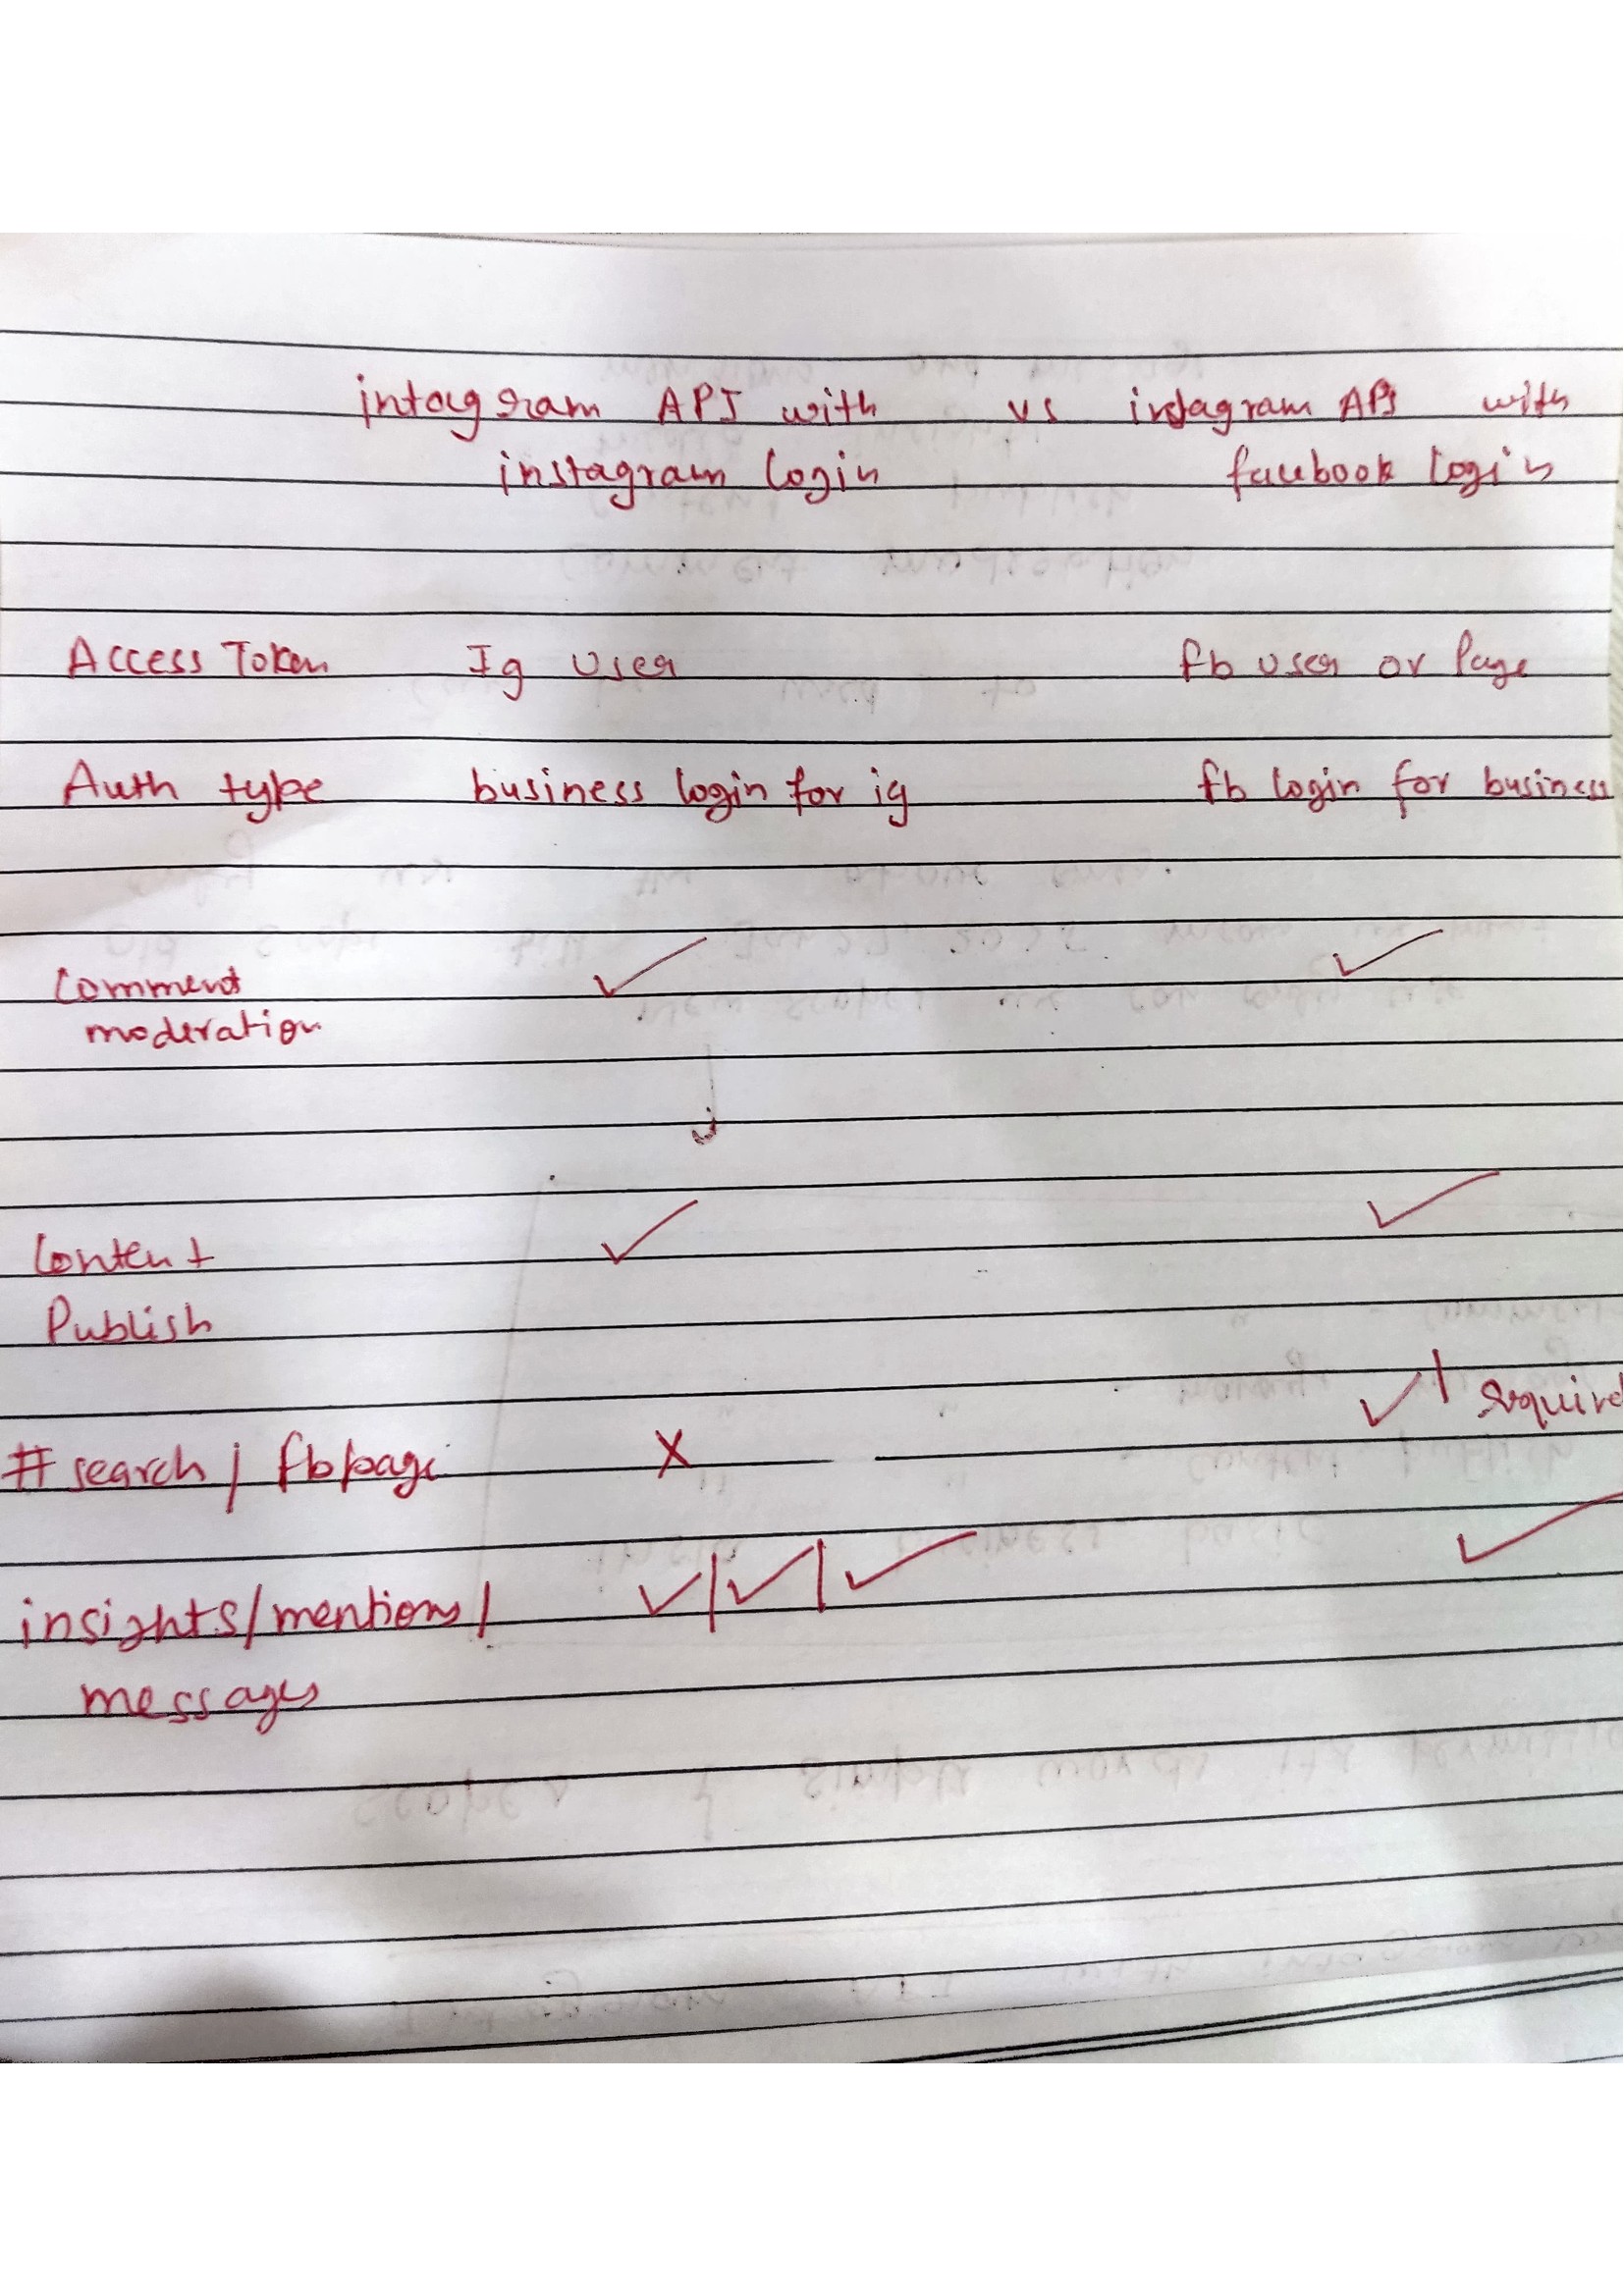 intagram API with vs instagram API with
instagram login facebook login
Access Token Ig user fb user or Page
Auth type business login for ig fb login for business
Comment ✓ ✓
moderation
Content ✓ ✓
Publish
✓ | required
# search / fb page X
insights/mentions/ ✓|✓|✓ ✓
messages